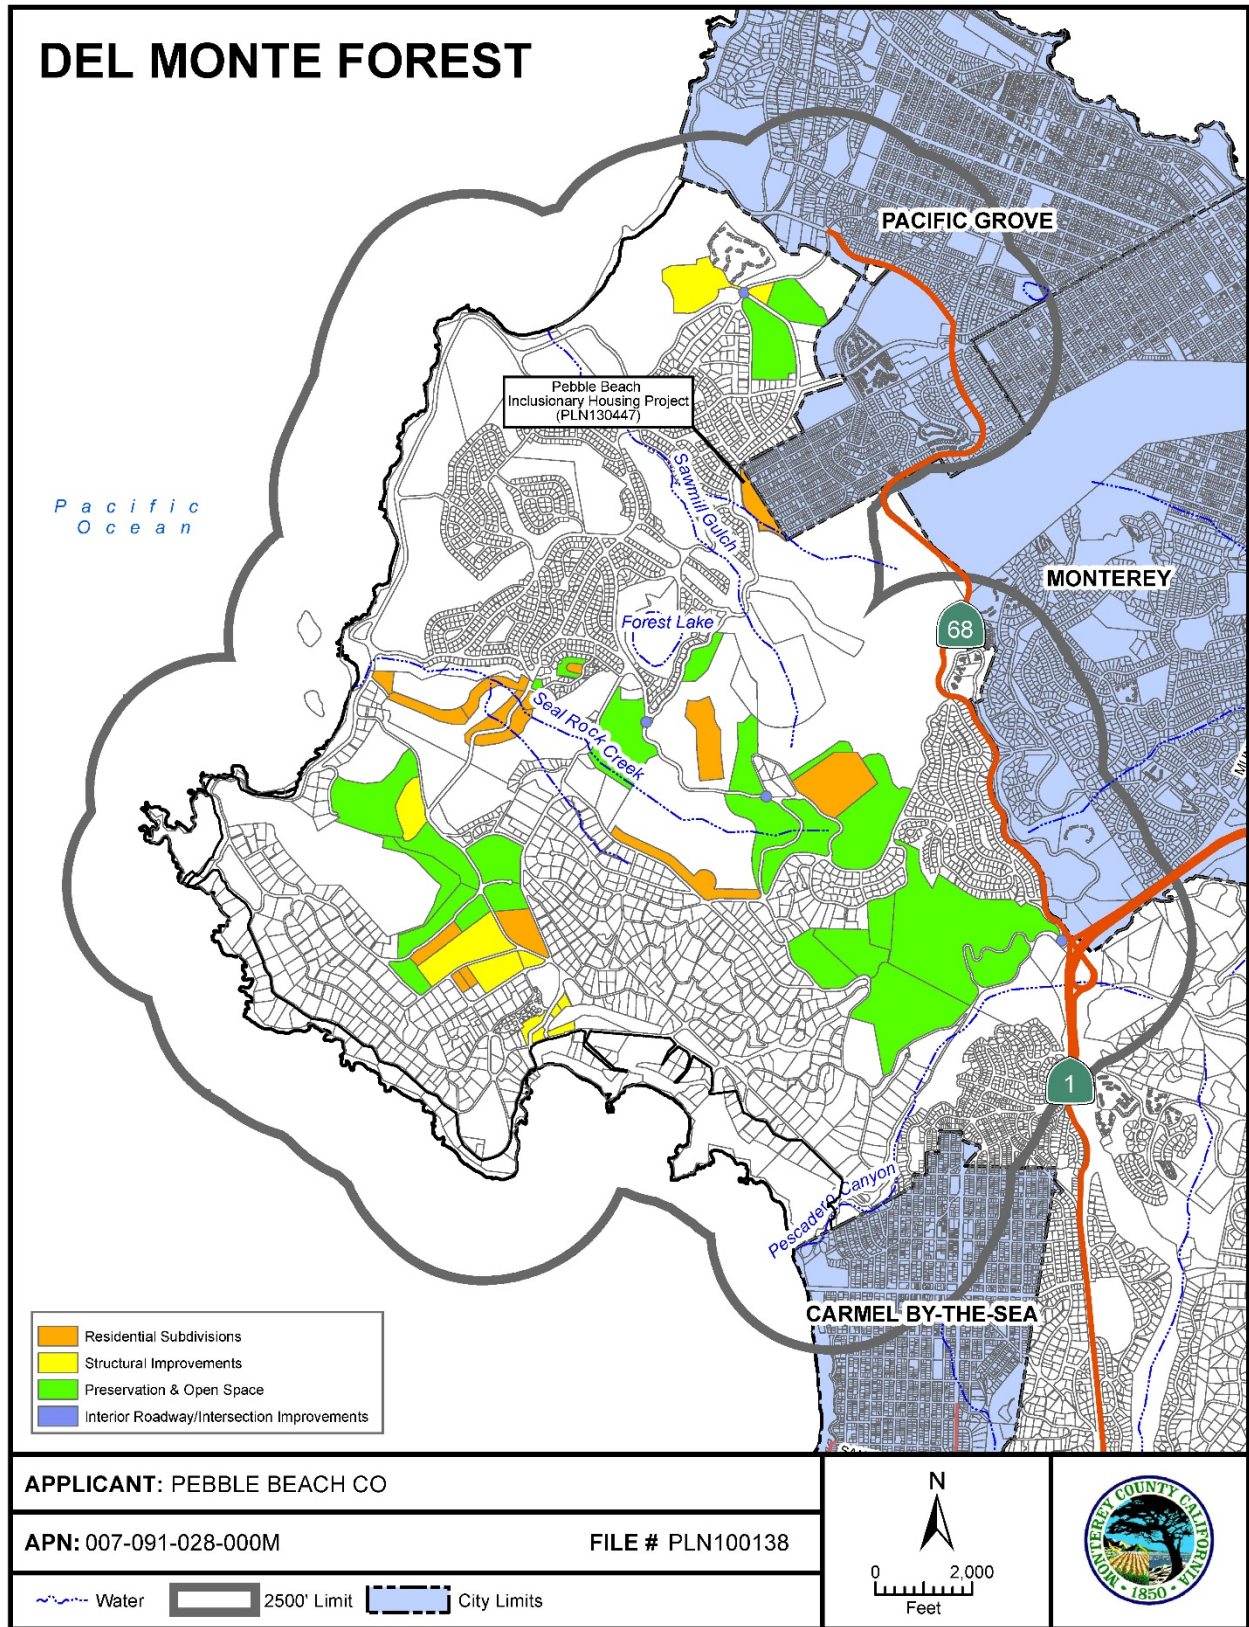 DEL MONTE FOREST
PACIFIC GROVE
Pebble Beach
Inclusionary Housing Project
(PLN130447)
Sawmill Gulch
Pacific
Ocean
MONTEREY
68
Forest Lake
Seal Rock Creek
1
Pescadero Canyon
CARMEL BY-THE-SEA
Residential Subdivisions
Structural Improvements
Preservation & Open Space
Interior Roadway/Intersection Improvements
APPLICANT: PEBBLE BEACH CO
APN: 007-091-028-000M
FILE # PLN100138
Water
2500' Limit
City Limits
N
0 2,000
Feet
MONTEREY COUNTY CALIFORNIA
• 1850 •